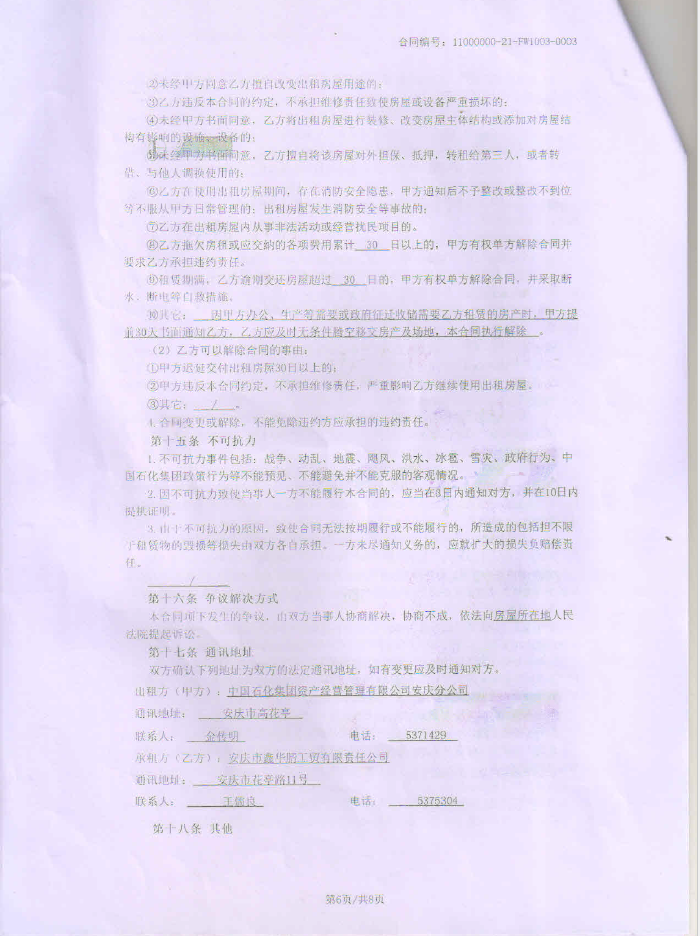 合同编号：11000000-21-FW1003-0003
②未经甲方同意乙方擅自改变出租房屋用途的；
③乙方违反本合同的约定，不承担维修责任致使房屋或设备严重损坏的；
④未经甲方书面同意，乙方将出租房屋进行装修、改变房屋主体结构或添加对房屋结
构有影响的设施、设备的；
⑤未经甲方书面同意，乙方擅自将该房屋对外担保、抵押，转租给第三人，或者转
借、与他人调换使用的；
⑥乙方在使用出租房屋期间，存在消防安全隐患，甲方通知后不予整改或整改不到位
等不服从甲方日常管理的；出租房屋发生消防安全等事故的；
⑦乙方在出租房屋内从事非法活动或经营扰民项目的。
⑧乙方拖欠房租或应交纳的各项费用累计 30 日以上的，甲方有权单方解除合同并
要求乙方承担违约责任。
⑨租赁期满，乙方逾期交还房屋超过 30 日的，甲方有权单方解除合同，并采取断
水、断电等自救措施。
⑩其它： 因甲方办公、生产等需要或政府征迁收储需要乙方租赁的房产时，甲方提
前30天书面通知乙方，乙方应及时无条件腾空移交房产及场地，本合同执行解除 。
（2）乙方可以解除合同的事由：
①甲方迟延交付出租房屋30日以上的；
②甲方违反本合同约定，不承担维修责任，严重影响乙方继续使用出租房屋。
③其它： / 。
4.合同变更或解除，不能免除违约方应承担的违约责任。
第十五条 不可抗力
1.不可抗力事件包括：战争、动乱、地震、飓风、洪水、冰雹、雪灾、政府行为、中
国石化集团政策行为等不能预见、不能避免并不能克服的客观情况。
2.因不可抗力致使当事人一方不能履行本合同的，应当在3日内通知对方，并在10日内
提供证明。
3.由于不可抗力的原因，致使合同无法按期履行或不能履行的，所造成的包括但不限
于租赁物的毁损等损失由双方各自承担。一方未尽通知义务的，应就扩大的损失负赔偿责
任。
/
第十六条 争议解决方式
本合同项下发生的争议，由双方当事人协商解决，协商不成，依法向房屋所在地人民
法院提起诉讼。
第十七条 通讯地址
双方确认下列地址为双方的法定通讯地址，如有变更应及时通知对方。
出租方（甲方）：中国石化集团资产经营管理有限公司安庆分公司
通讯地址： 安庆市高花亭
联系人： 金传明 电话： 5371429
承租方（乙方）：安庆市鑫华昀工贸有限责任公司
通讯地址： 安庆市花亭路11号
联系人： 王儒良 电话： 5375304
第十八条 其他
第6页/共8页